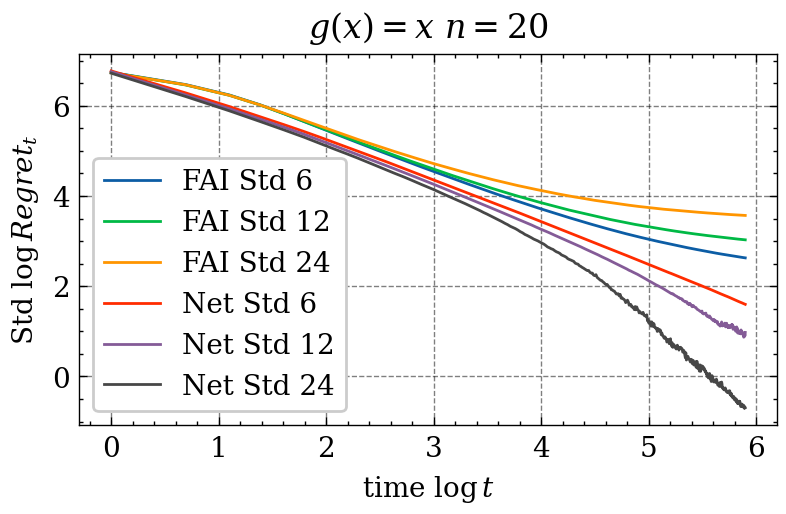 g(x) = x n = 20
Std log Regret_t
6
4
2
0
FAI Std 6
FAI Std 12
FAI Std 24
Net Std 6
Net Std 12
Net Std 24
0 1 2 3 4 5 6
time log t